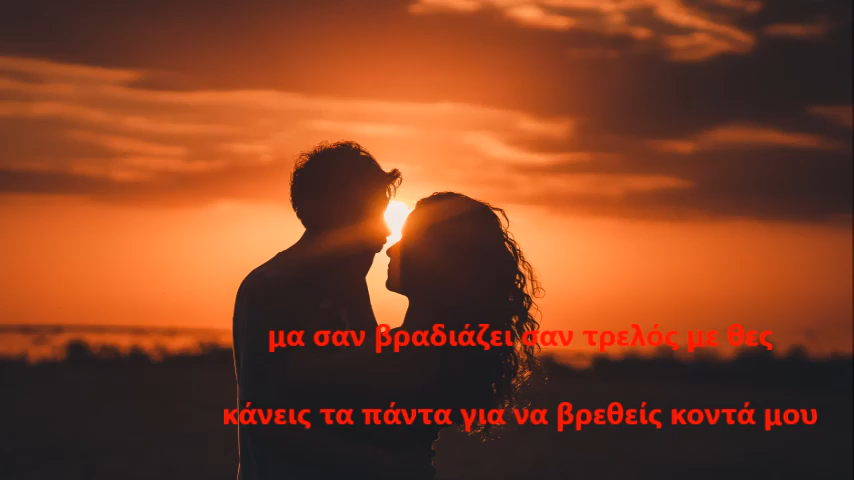 μα σαν βραδιάζει σαν τρελός με θες
κάνεις τα πάντα για να βρεθείς κοντά μου